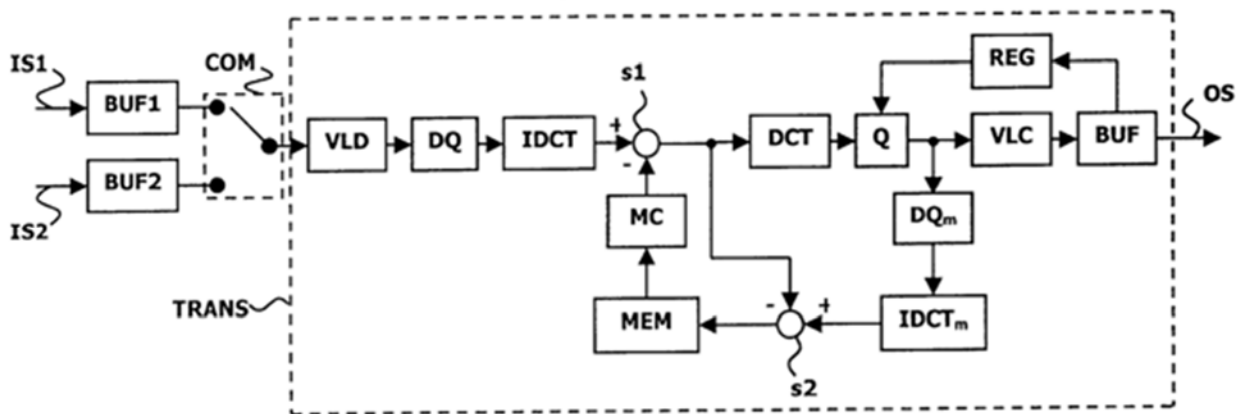 REG
IS1
COM
s1
OS
BUF1
+
VLD
DQ
IDCT
DCT
Q
VLC
BUF
-
BUF2
MC
DQm
IS2
TRANS
MEM
-
+
IDCTm
s2